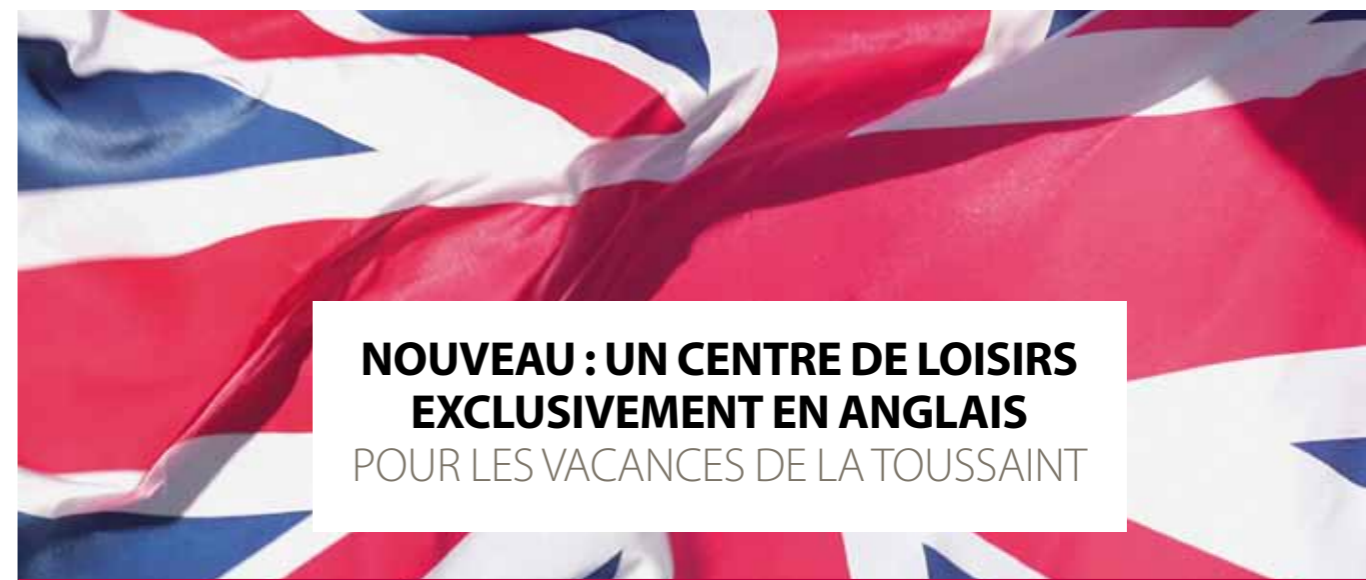 NOUVEAU : UN CENTRE DE LOISIRS
EXCLUSIVEMENT EN ANGLAIS
POUR LES VACANCES DE LA TOUSSAINT